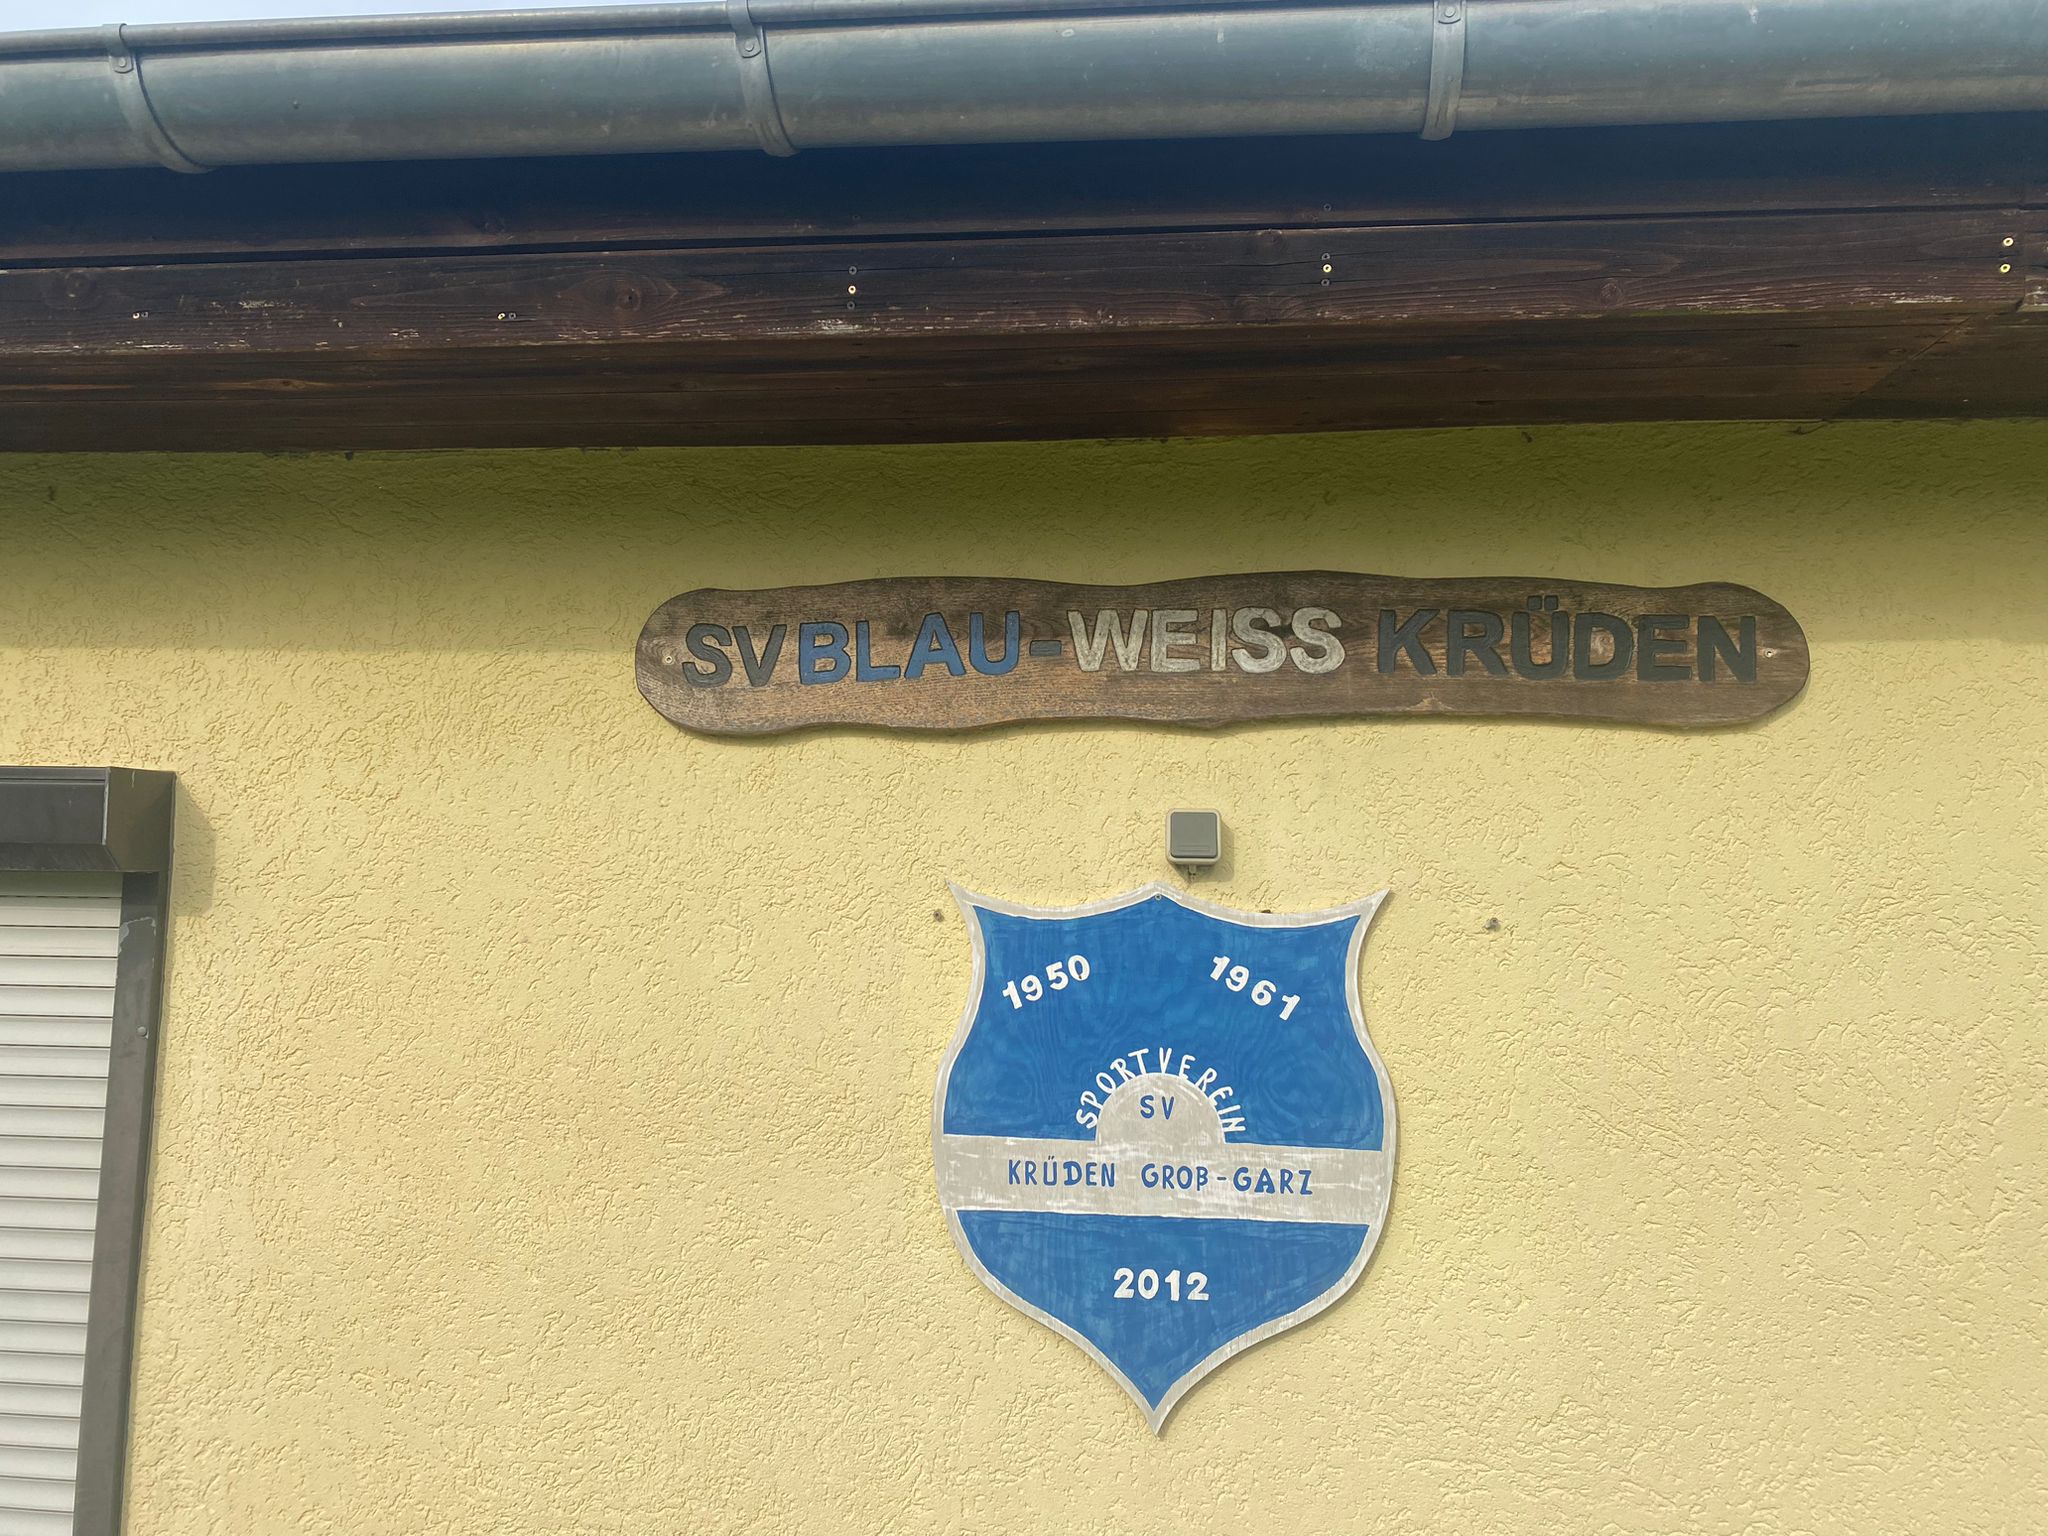 SV BLAU-WEISS KRÜDEN
1950 1961
SPORTVEREIN
SV
KRÜDEN GROß-GARZ
2012